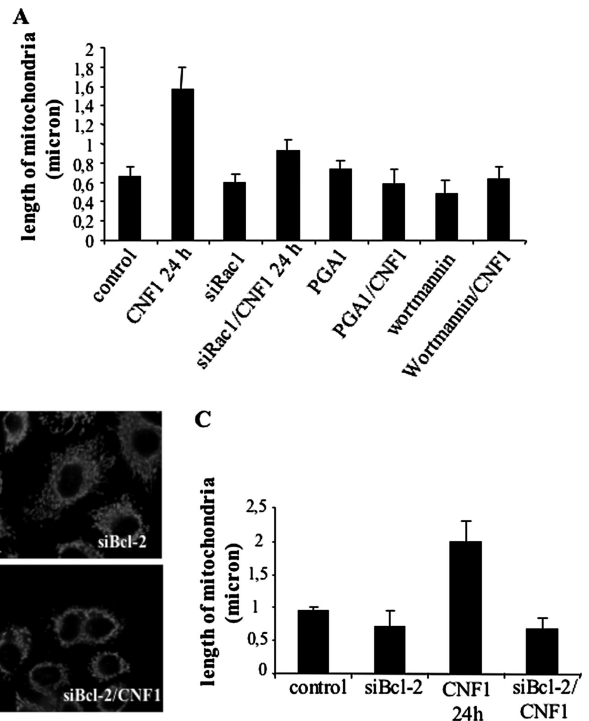 A
length of mitochondria
(micron)
2
1,8
1,6
1,4
1,2
1
0,8
0,6
0,4
0,2
0
control
CNF1 24 h
siRac1
siRac1/CNF1 24 h
PGA1
PGA1/CNF1
wortmannin
Wortmannin/CNF1
siBcl-2
siBcl-2/CNF1
C
length of mitochondria
(micron)
2,5
2
1,5
1
0,5
0
control
siBcl-2
CNF1
24h
siBcl-2/
CNF1